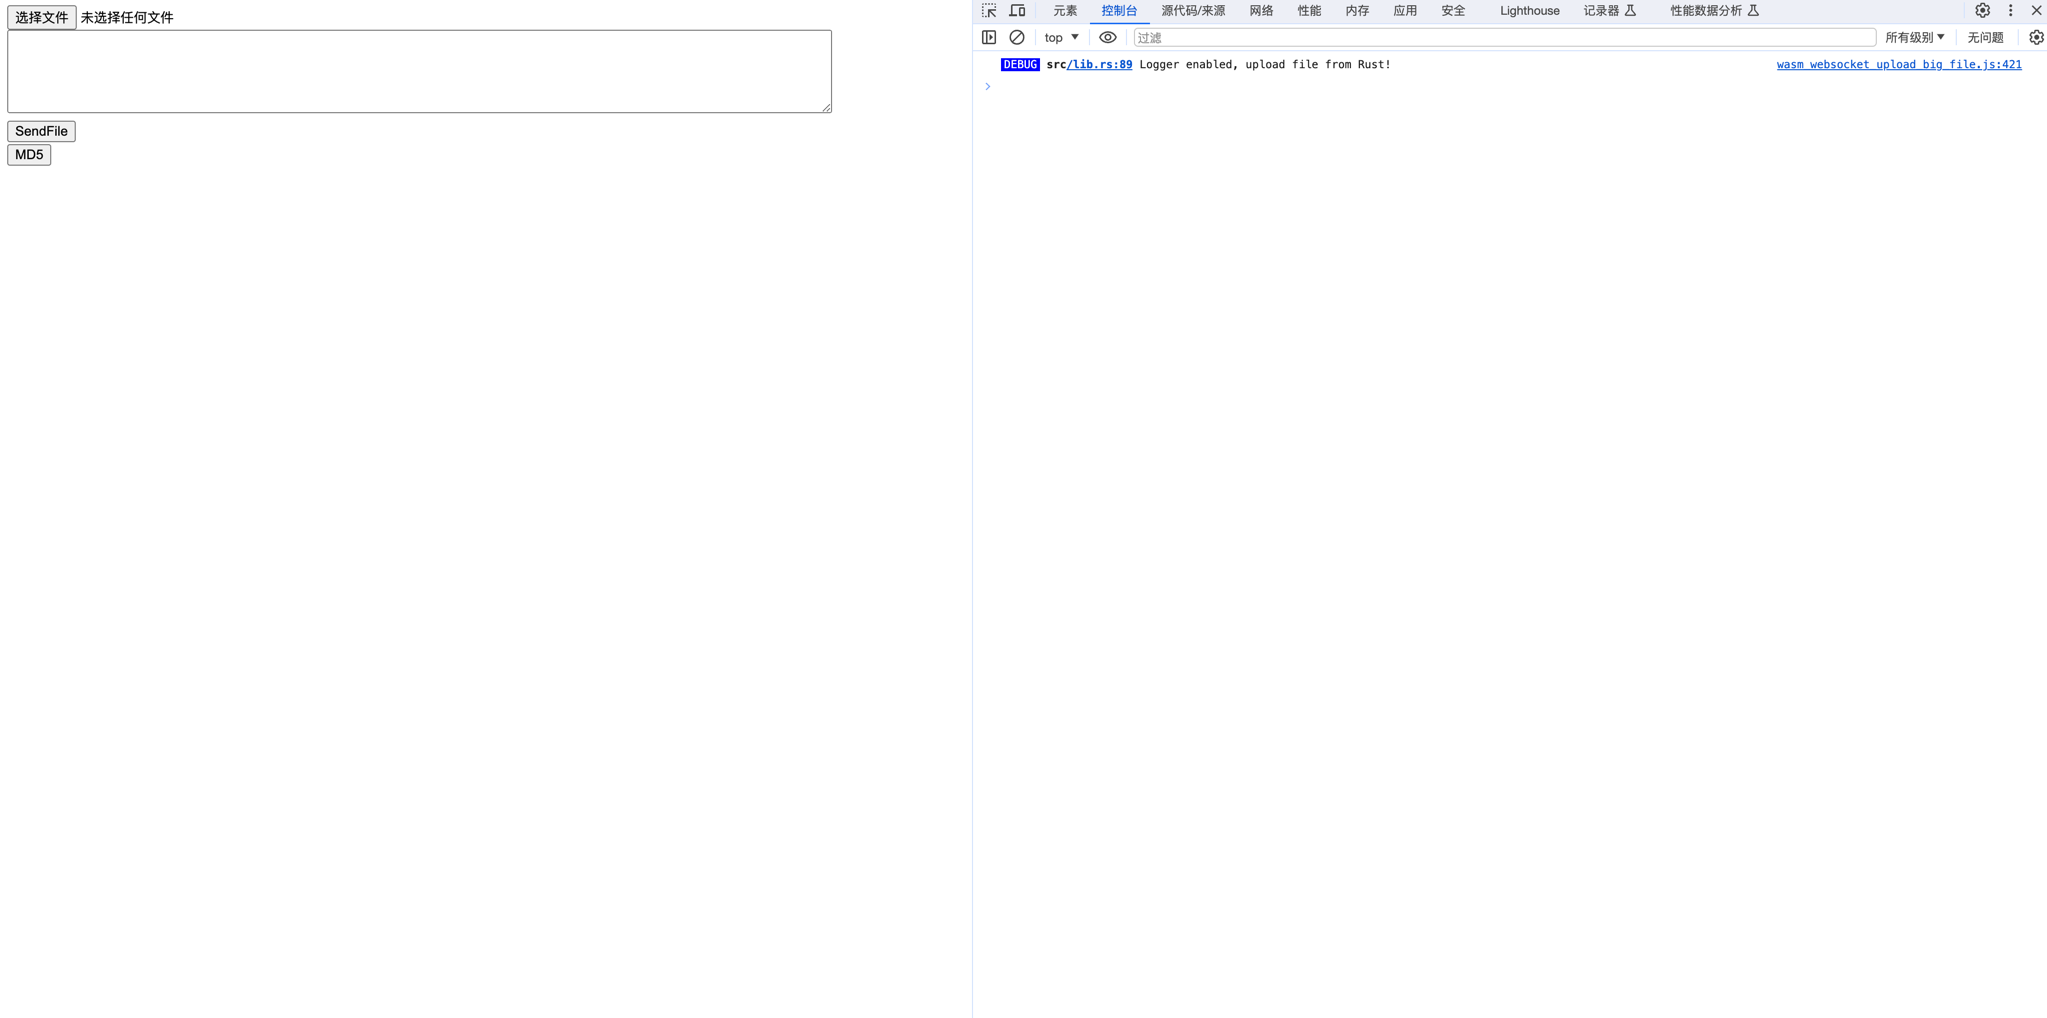 选择文件 未选择任何文件
SendFile
MD5
元素 控制台 源代码/来源 网络 性能 内存 应用 安全 Lighthouse 记录器 性能数据分析
top 过滤 所有级别 无问题
DEBUG src/lib.rs:89 Logger enabled, upload file from Rust! wasm_websocket_upload_big_file.js:421